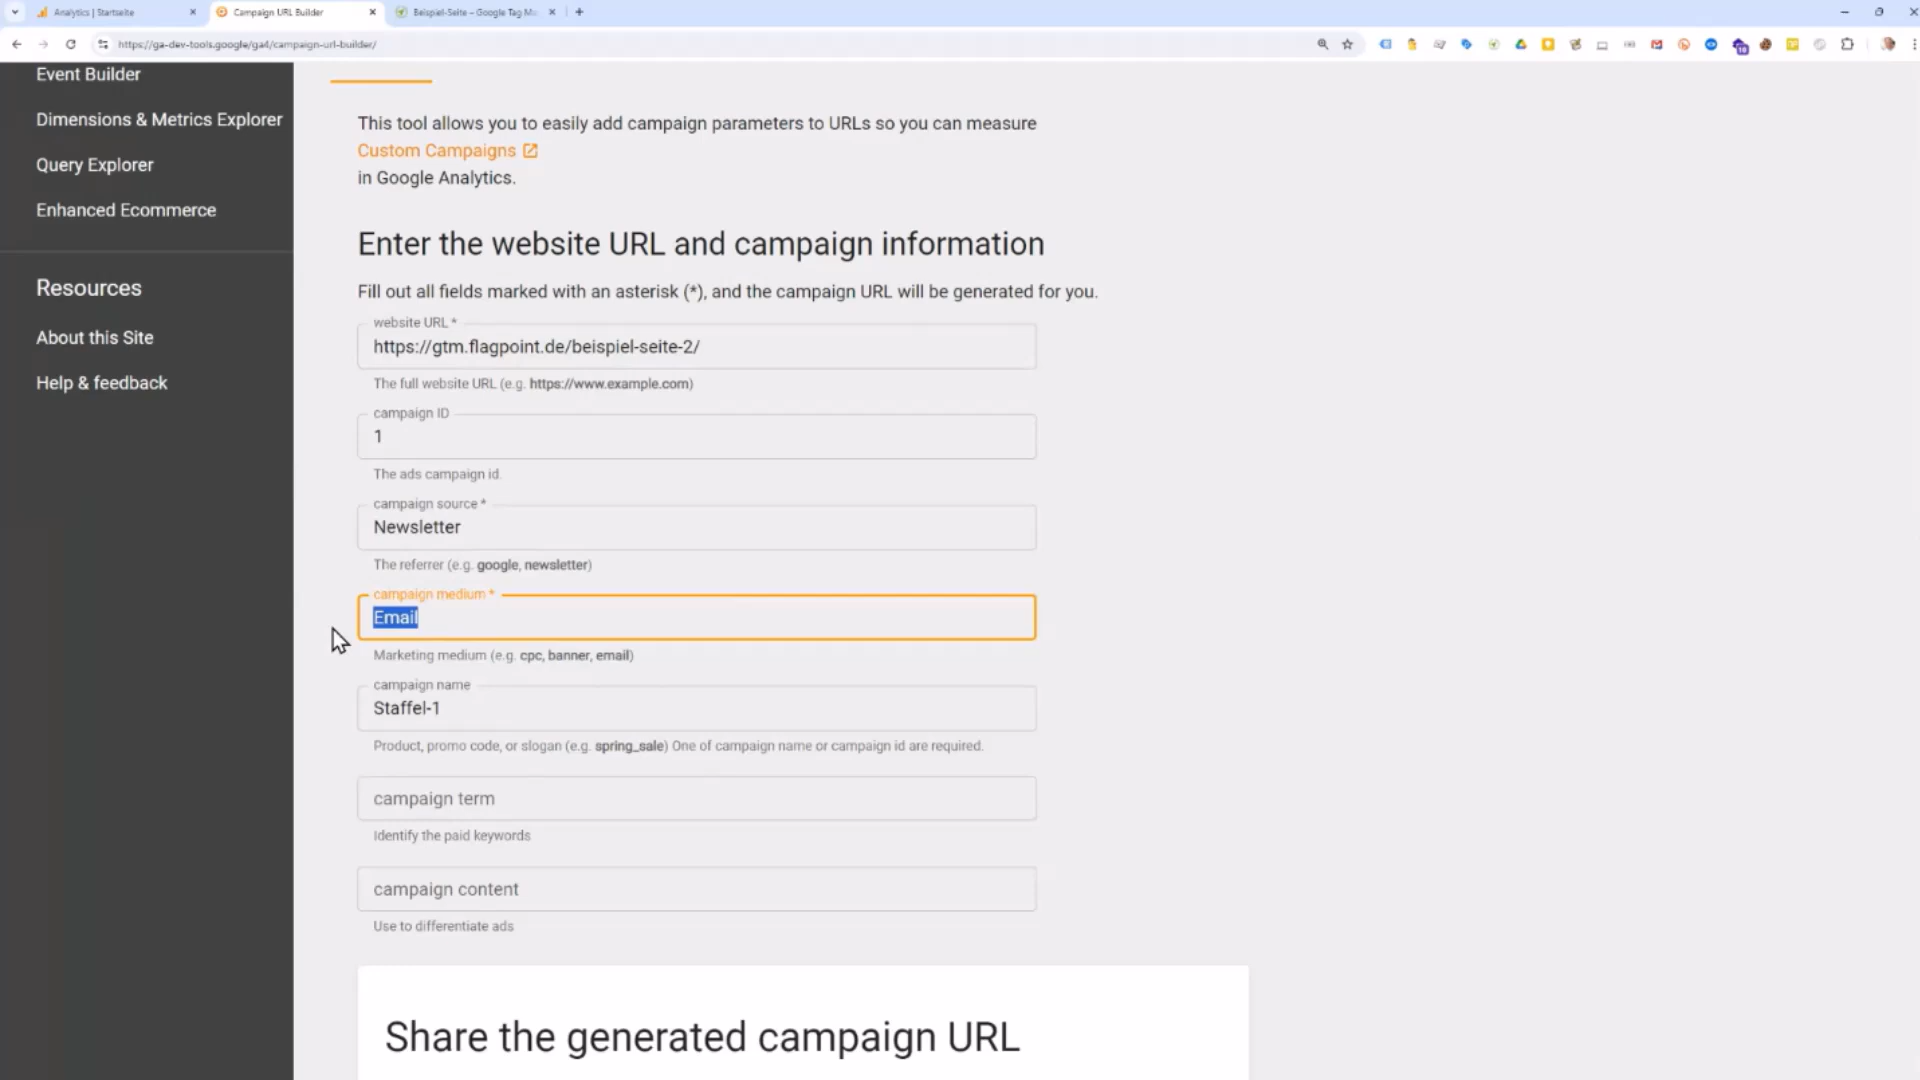 Analytics | Startseite
Campaign URL Builder
Beispiel-Seite – Google Tag M
https://ga-dev-tools.google/ga4/campaign-url-builder/
Event Builder
Dimensions & Metrics Explorer
Query Explorer
Enhanced Ecommerce
Resources
About this Site
Help & feedback
This tool allows you to easily add campaign parameters to URLs so you can measure
Custom Campaigns
in Google Analytics.
Enter the website URL and campaign information
Fill out all fields marked with an asterisk (*), and the campaign URL will be generated for you.
website URL *
https://gtm.flagpoint.de/beispiel-seite-2/
The full website URL (e.g. https://www.example.com)
campaign ID
1
The ads campaign id.
campaign source *
Newsletter
The referrer (e.g. google, newsletter)
campaign medium *
Email
Marketing medium (e.g. cpc, banner, email)
campaign name
Staffel-1
Product, promo code, or slogan (e.g. spring_sale) One of campaign name or campaign id are required.
campaign term
Identify the paid keywords
campaign content
Use to differentiate ads
Share the generated campaign URL